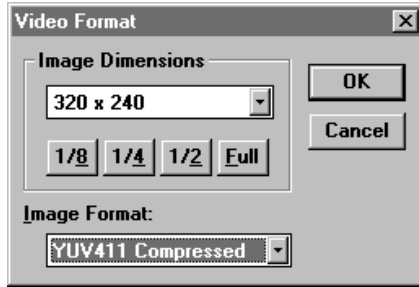 Video Format
Image Dimensions
320 x 240
OK
Cancel
1/8 1/4 1/2 Full
Image Format:
YUV411 Compressed